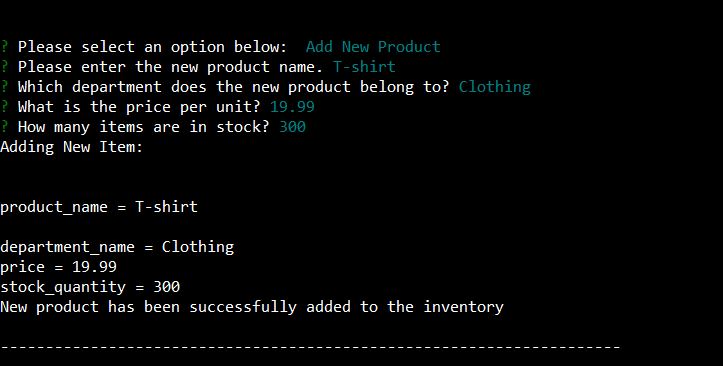 ? Please select an option below:  Add New Product
? Please enter the new product name. T-shirt
? Which department does the new product belong to? Clothing
? What is the price per unit? 19.99
? How many items are in stock? 300
Adding New Item:
product_name = T-shirt
department_name = Clothing
price = 19.99
stock_quantity = 300
New product has been successfully added to the inventory
---------------------------------------------------------------------